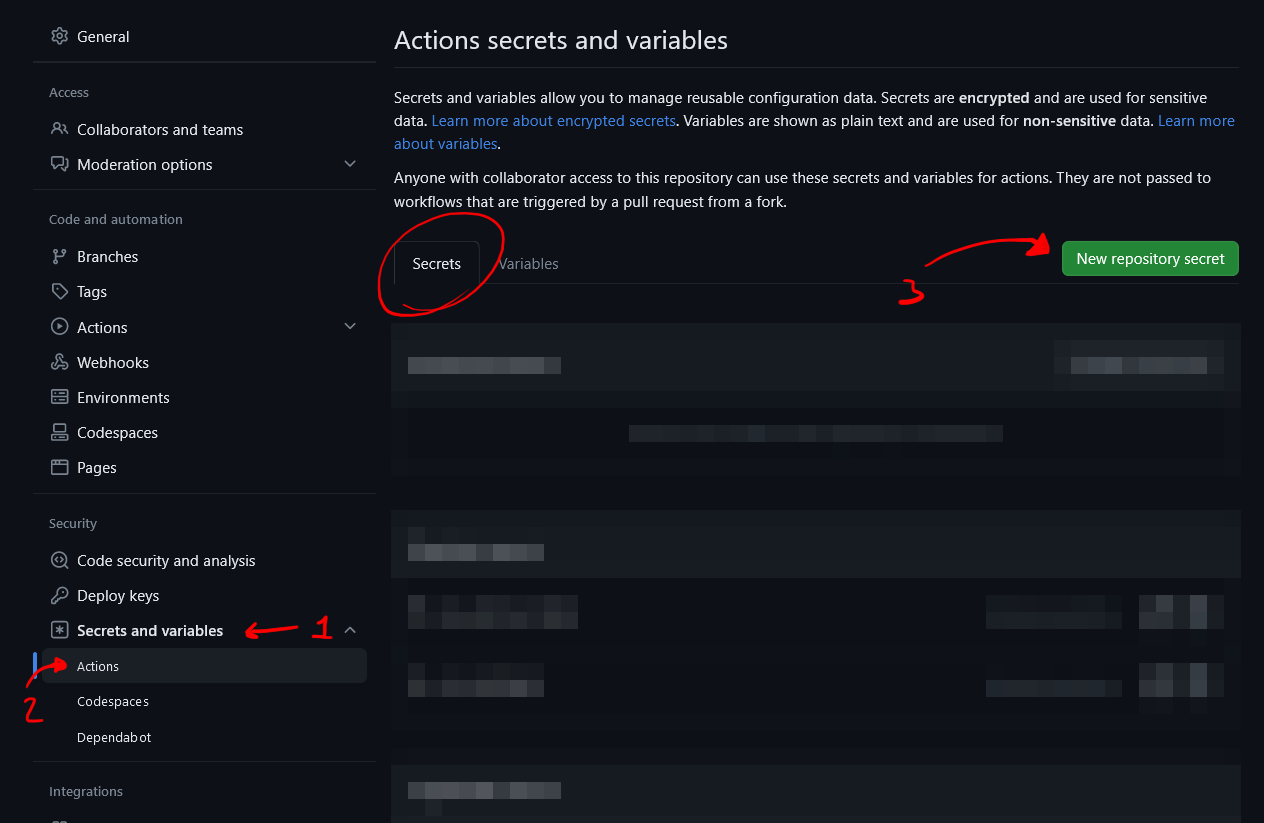 General
Access
Collaborators and teams
Moderation options
Code and automation
Branches
Tags
Actions
Webhooks
Environments
Codespaces
Pages
Security
Code security and analysis
Deploy keys
Secrets and variables
1
Actions
2
Codespaces
Dependabot
Integrations
Actions secrets and variables
Secrets and variables allow you to manage reusable configuration data. Secrets are encrypted and are used for sensitive
data. Learn more about encrypted secrets. Variables are shown as plain text and are used for non-sensitive data. Learn more
about variables.
Anyone with collaborator access to this repository can use these secrets and variables for actions. They are not passed to
workflows that are triggered by a pull request from a fork.
Secrets
Variables
3
New repository secret